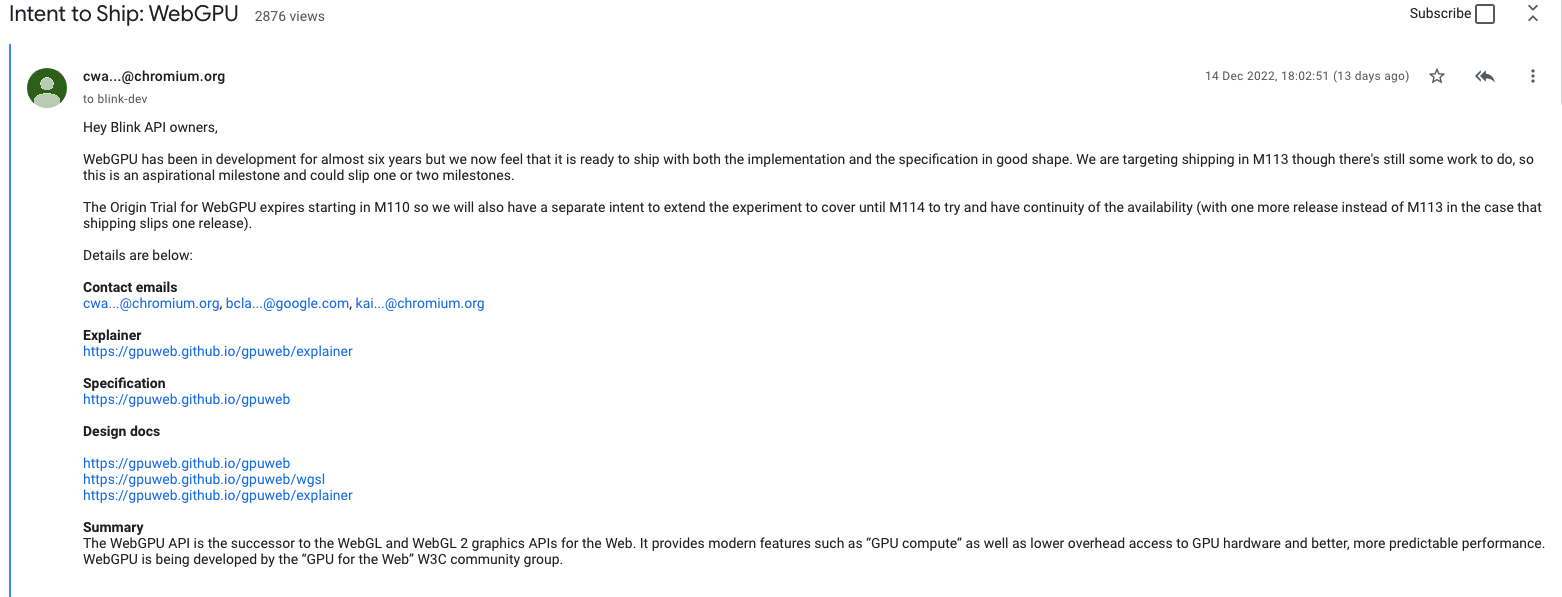 Intent to Ship: WebGPU 2876 views Subscribe
cwa...@chromium.org 14 Dec 2022, 18:02:51 (13 days ago)
to blink-dev
Hey Blink API owners,
WebGPU has been in development for almost six years but we now feel that it is ready to ship with both the implementation and the specification in good shape. We are targeting shipping in M113 though there's still some work to do, so
this is an aspirational milestone and could slip one or two milestones.
The Origin Trial for WebGPU expires starting in M110 so we will also have a separate intent to extend the experiment to cover until M114 to try and have continuity of the availability (with one more release instead of M113 in the case that
shipping slips one release).
Details are below:
Contact emails
cwa...@chromium.org, bcla...@google.com, kai...@chromium.org
Explainer
https://gpuweb.github.io/gpuweb/explainer
Specification
https://gpuweb.github.io/gpuweb
Design docs
https://gpuweb.github.io/gpuweb
https://gpuweb.github.io/gpuweb/wgsl
https://gpuweb.github.io/gpuweb/explainer
Summary
The WebGPU API is the successor to the WebGL and WebGL 2 graphics APIs for the Web. It provides modern features such as “GPU compute” as well as lower overhead access to GPU hardware and better, more predictable performance.
WebGPU is being developed by the “GPU for the Web” W3C community group.